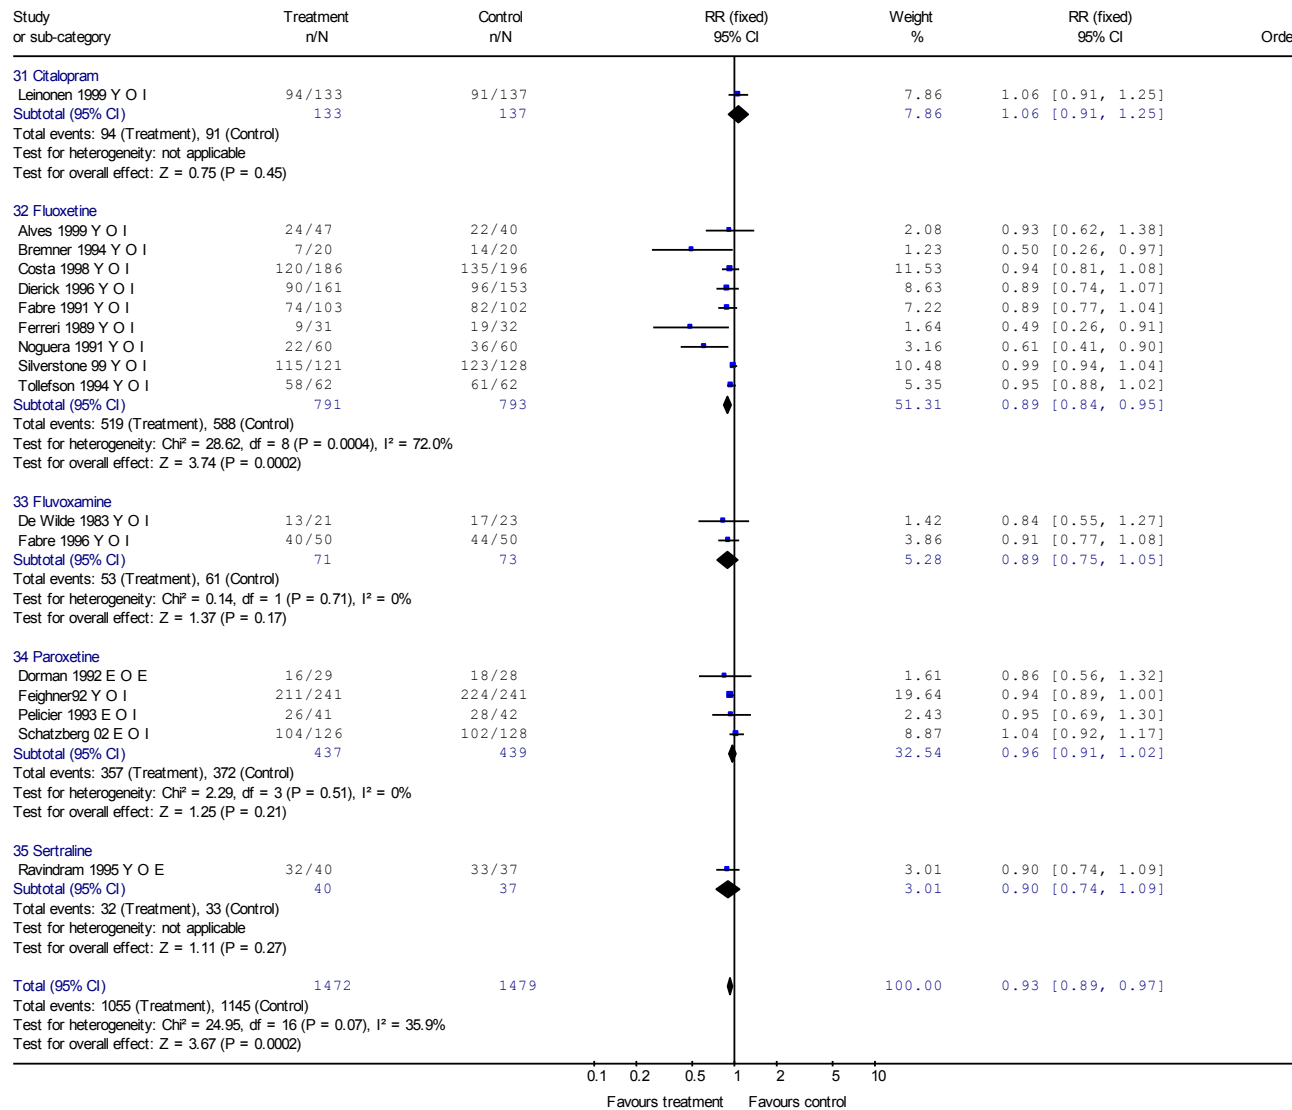 Study Treatment Control RR (fixed) Weight RR (fixed)
or sub-category n/N n/N 95% CI % 95% CI Orde
31 Citalopram
Leinonen 1999 Y O I 94/133 91/137 7.86 1.06 [0.91, 1.25]
Subtotal (95% CI) 133 137 7.86 1.06 [0.91, 1.25]
Total events: 94 (Treatment), 91 (Control)
Test for heterogeneity: not applicable
Test for overall effect: Z = 0.75 (P = 0.45)
32 Fluoxetine
Alves 1999 Y O I 24/47 22/40 2.08 0.93 [0.62, 1.38]
Bremner 1994 Y O I 7/20 14/20 1.23 0.50 [0.26, 0.97]
Costa 1998 Y O I 120/186 135/196 11.53 0.94 [0.81, 1.08]
Dierick 1996 Y O I 90/161 96/153 8.63 0.89 [0.74, 1.07]
Fabre 1991 Y O I 74/103 82/102 7.22 0.89 [0.77, 1.04]
Ferreri 1989 Y O I 9/31 19/32 1.64 0.49 [0.26, 0.91]
Noguera 1991 Y O I 22/60 36/60 3.16 0.61 [0.41, 0.90]
Silverstone 99 Y O I 115/121 123/128 10.48 0.99 [0.94, 1.04]
Tollefson 1994 Y O I 58/62 61/62 5.35 0.95 [0.88, 1.02]
Subtotal (95% CI) 791 793 51.31 0.89 [0.84, 0.95]
Total events: 519 (Treatment), 588 (Control)
Test for heterogeneity: Chi² = 28.62, df = 8 (P = 0.0004), I² = 72.0%
Test for overall effect: Z = 3.74 (P = 0.0002)
33 Fluvoxamine
De Wilde 1983 Y O I 13/21 17/23 1.42 0.84 [0.55, 1.27]
Fabre 1996 Y O I 40/50 44/50 3.86 0.91 [0.77, 1.08]
Subtotal (95% CI) 71 73 5.28 0.89 [0.75, 1.05]
Total events: 53 (Treatment), 61 (Control)
Test for heterogeneity: Chi² = 0.14, df = 1 (P = 0.71), I² = 0%
Test for overall effect: Z = 1.37 (P = 0.17)
34 Paroxetine
Dorman 1992 E O E 16/29 18/28 1.61 0.86 [0.56, 1.32]
Feighner92 Y O I 211/241 224/241 19.64 0.94 [0.89, 1.00]
Pelicier 1993 E O I 26/41 28/42 2.43 0.95 [0.69, 1.30]
Schatzberg 02 E O I 104/126 102/128 8.87 1.04 [0.92, 1.17]
Subtotal (95% CI) 437 439 32.54 0.96 [0.91, 1.02]
Total events: 357 (Treatment), 372 (Control)
Test for heterogeneity: Chi² = 2.29, df = 3 (P = 0.51), I² = 0%
Test for overall effect: Z = 1.25 (P = 0.21)
35 Sertraline
Ravindram 1995 Y O E 32/40 33/37 3.01 0.90 [0.74, 1.09]
Subtotal (95% CI) 40 37 3.01 0.90 [0.74, 1.09]
Total events: 32 (Treatment), 33 (Control)
Test for heterogeneity: not applicable
Test for overall effect: Z = 1.11 (P = 0.27)
Total (95% CI) 1472 1479 100.00 0.93 [0.89, 0.97]
Total events: 1055 (Treatment), 1145 (Control)
Test for heterogeneity: Chi² = 24.95, df = 16 (P = 0.07), I² = 35.9%
Test for overall effect: Z = 3.67 (P = 0.0002)
0.1 0.2 0.5 1 2 5 10
Favours treatment Favours control